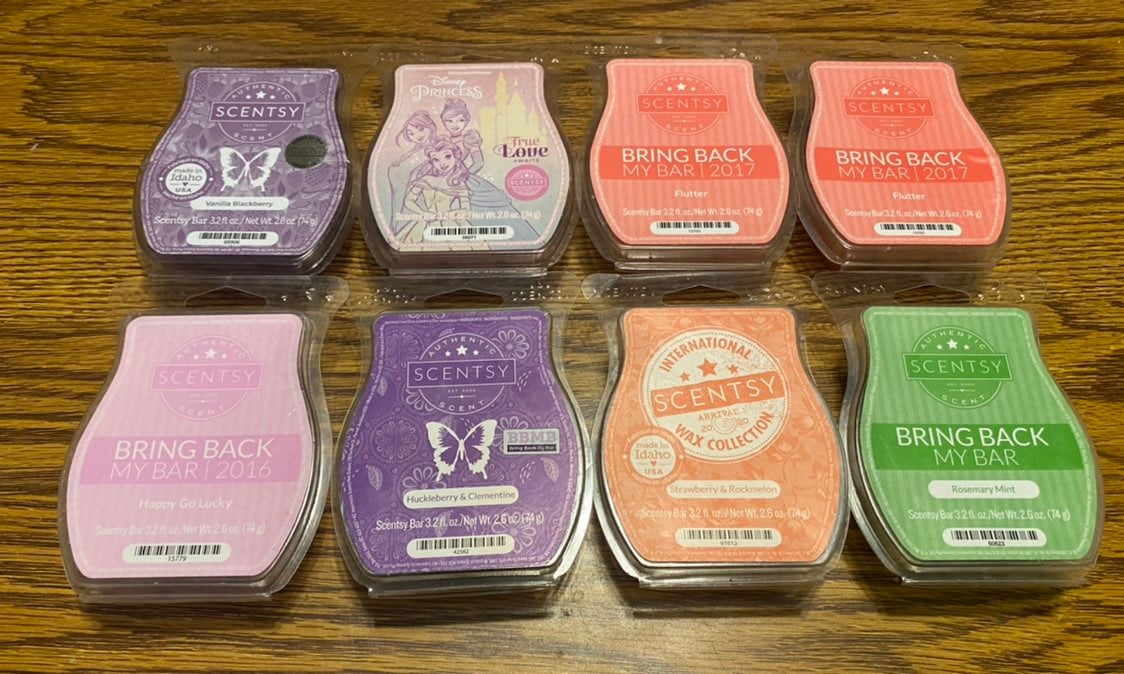 AUTHENTIC
SCENTSY
EST. 2004
SCENT
made in
Idaho
USA
Vanilla Blackberry
Scentsy Bar 3.2 fl. oz./Net Wt. 2.6 oz. (74 g)
Disney
PRINCESS
True
Love
AWAITS
SCENTSY
Scentsy Bar 3.2 fl. oz./Net Wt. 2.6 oz. (74 g)
AUTHENTIC
SCENTSY
EST. 2004
SCENT
BRING BACK
MY BAR | 2017
Flutter
Scentsy Bar 3.2 fl. oz./Net Wt. 2.6 oz. (74 g)
AUTHENTIC
SCENTSY
EST. 2004
SCENT
BRING BACK
MY BAR | 2017
Flutter
Scentsy Bar 3.2 fl. oz./Net Wt. 2.6 oz. (74 g)
AUTHENTIC
SCENTSY
EST. 2004
SCENT
BRING BACK
MY BAR | 2016
Happy Go Lucky
Scentsy Bar 3.2 fl. oz./Net Wt. 2.6 oz. (74 g)
15779
AUTHENTIC
SCENTSY
EST. 2004
SCENT
BBMB
Bring Back My Bar
Huckleberry & Clementine
Scentsy Bar 3.2 fl. oz./Net Wt. 2.6 oz. (74 g)
42982
INTERNATIONAL
SCENTSY
ARRIVAL
2020
WAX COLLECTION
made in
Idaho
USA
Strawberry & Rockmelon
Scentsy Bar 3.2 fl. oz./Net Wt. 2.6 oz. (74 g)
AUTHENTIC
SCENTSY
EST. 2004
SCENT
BRING BACK
MY BAR
Rosemary Mint
Scentsy Bar 3.2 fl. oz./Net Wt. 2.6 oz. (74 g)
60623